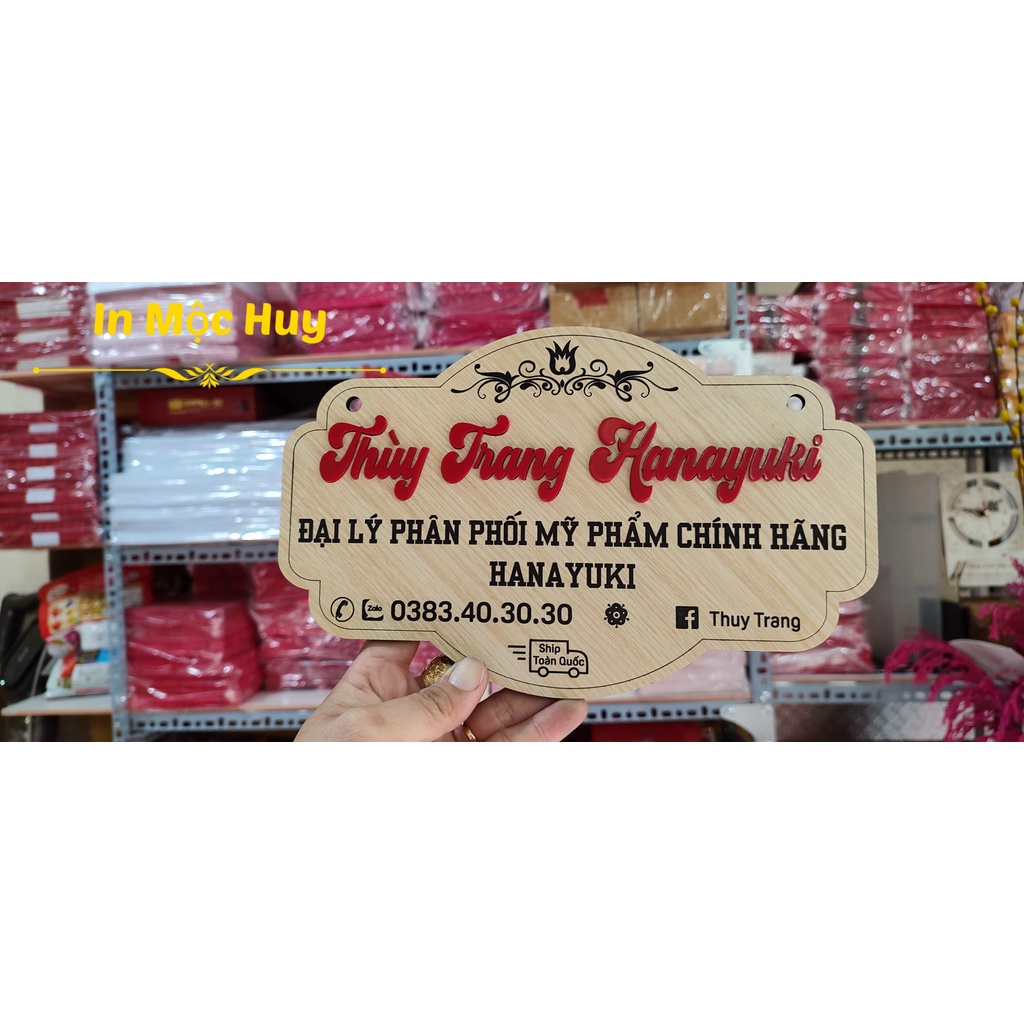 In Mộc Huy
Thùy Trang Hanayuki
ĐẠI LÝ PHÂN PHỐI MỸ PHẨM CHÍNH HÃNG
HANAYUKI
Zalo 0383.40.30.30
Thuy Trang
Ship
Toàn Quốc